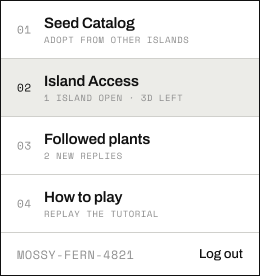 01 Seed Catalog
ADOPT FROM OTHER ISLANDS
02 Island Access
1 ISLAND OPEN · 3D LEFT
03 Followed plants
2 NEW REPLIES
04 How to play
REPLAY THE TUTORIAL
MOSSY-FERN-4821 Log out